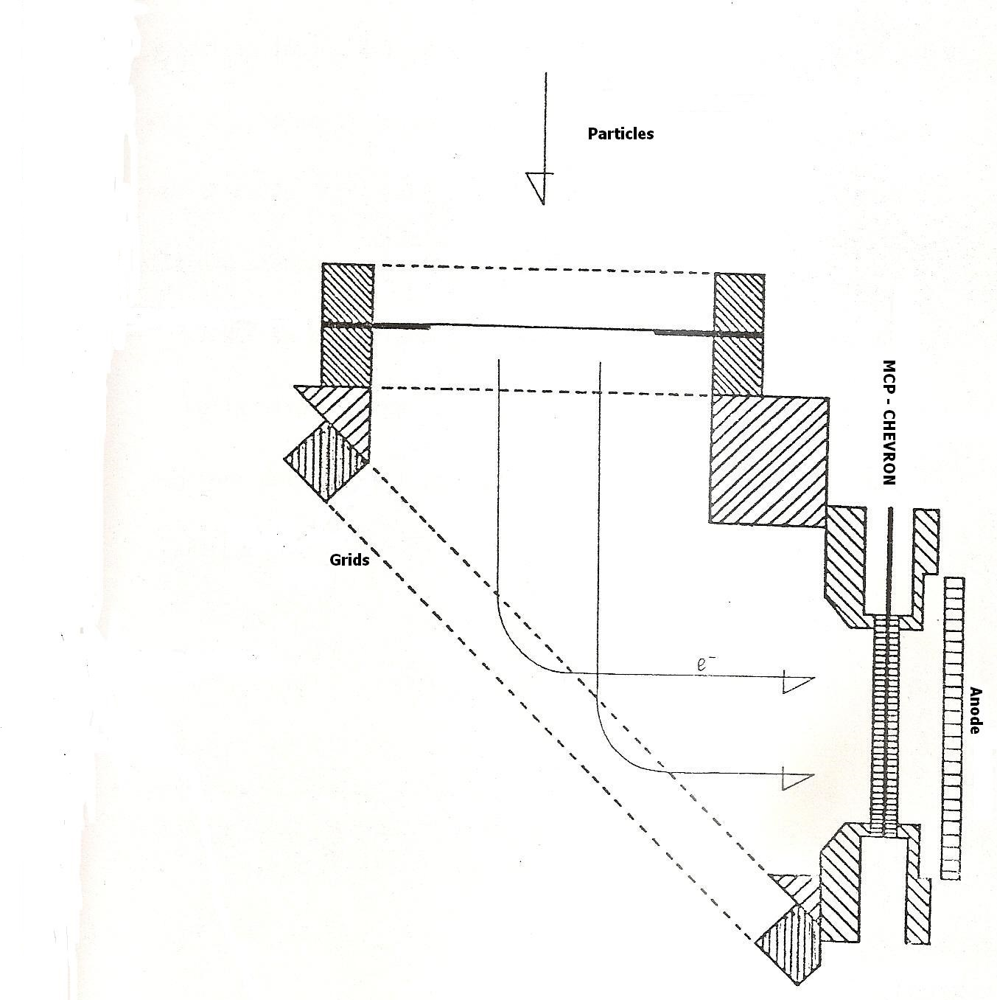 Particles
MCP - CHEVRON
Grids
e⁻
Anode